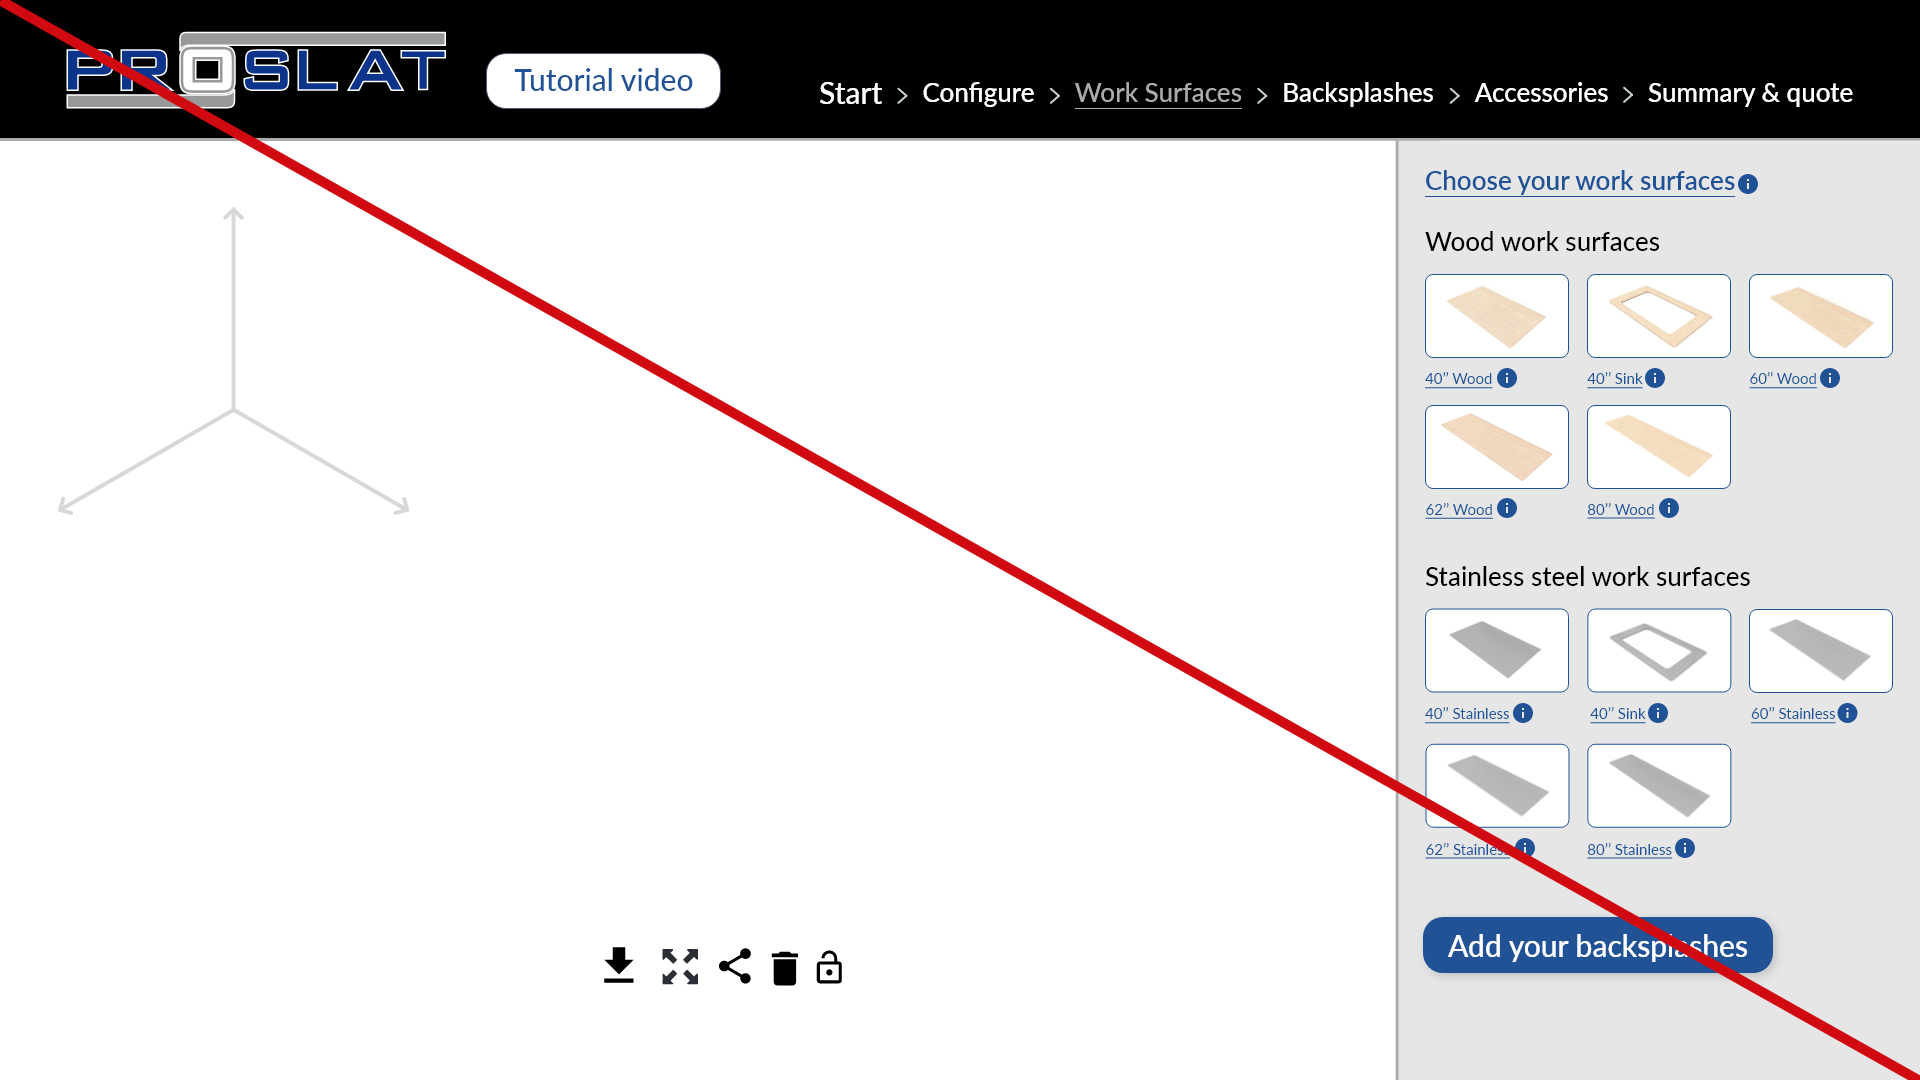 PROSLAT
Tutorial video
Start > Configure > Work Surfaces > Backsplashes > Accessories > Summary & quote
Choose your work surfaces
Wood work surfaces
40’’ Wood 40’’ Sink 60’’ Wood
62’’ Wood 80’’ Wood
Stainless steel work surfaces
40’’ Stainless 40’’ Sink 60’’ Stainless
62’’ Stainless 80’’ Stainless
Add your backsplashes